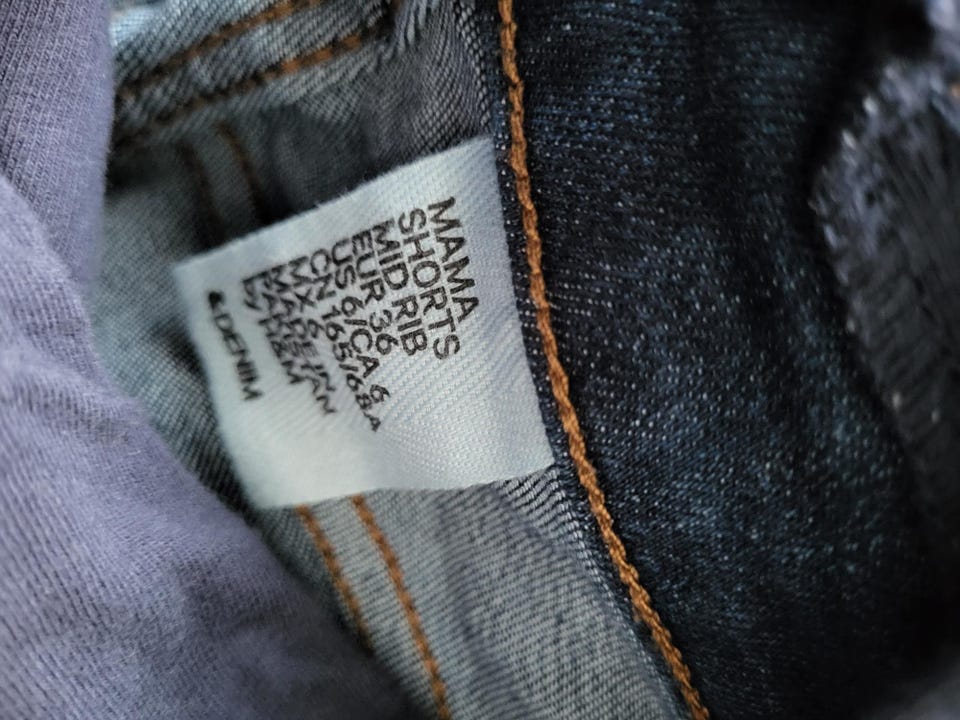 MAMA
SHORTS
MID RIB
EUR 36
US 6/CA 6
CN 165/68A
MX 6
MADE IN
PAKISTAN
by H&M
&DENIM